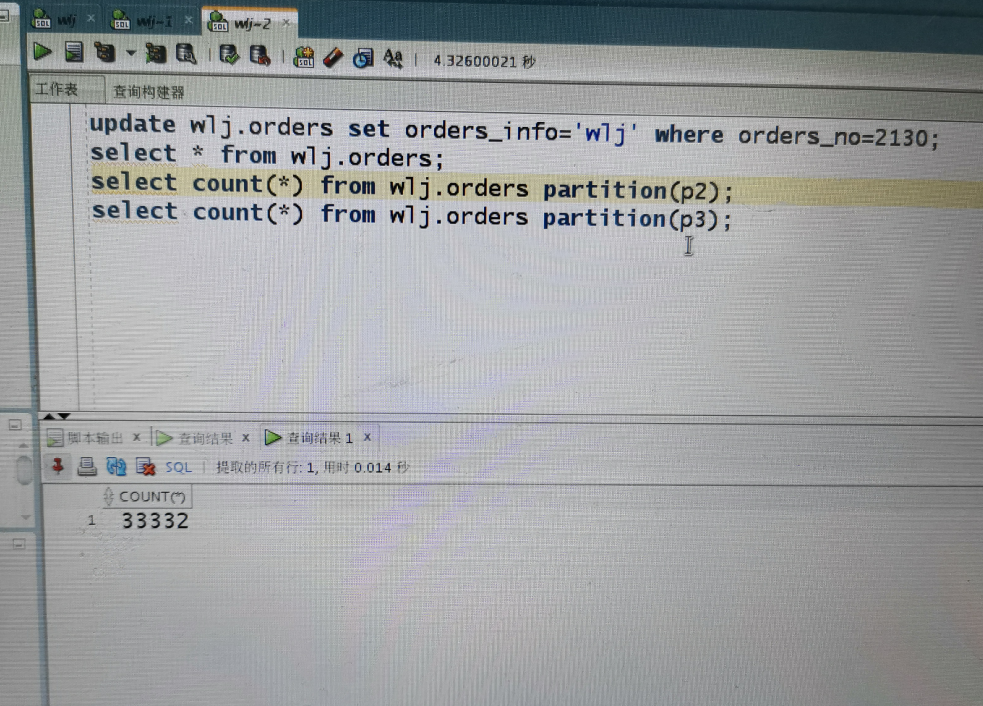 wlj × wlj~1 × wlj~2 ×
4.32600021 秒
工作表 查询构建器
update wlj.orders set orders_info='wlj' where orders_no=2130;
select * from wlj.orders;
select count(*) from wlj.orders partition(p2);
select count(*) from wlj.orders partition(p3);
脚本输出 × 查询结果 × 查询结果 1 ×
SQL | 提取的所有行: 1, 用时 0.014 秒
COUNT(*)
1 33332